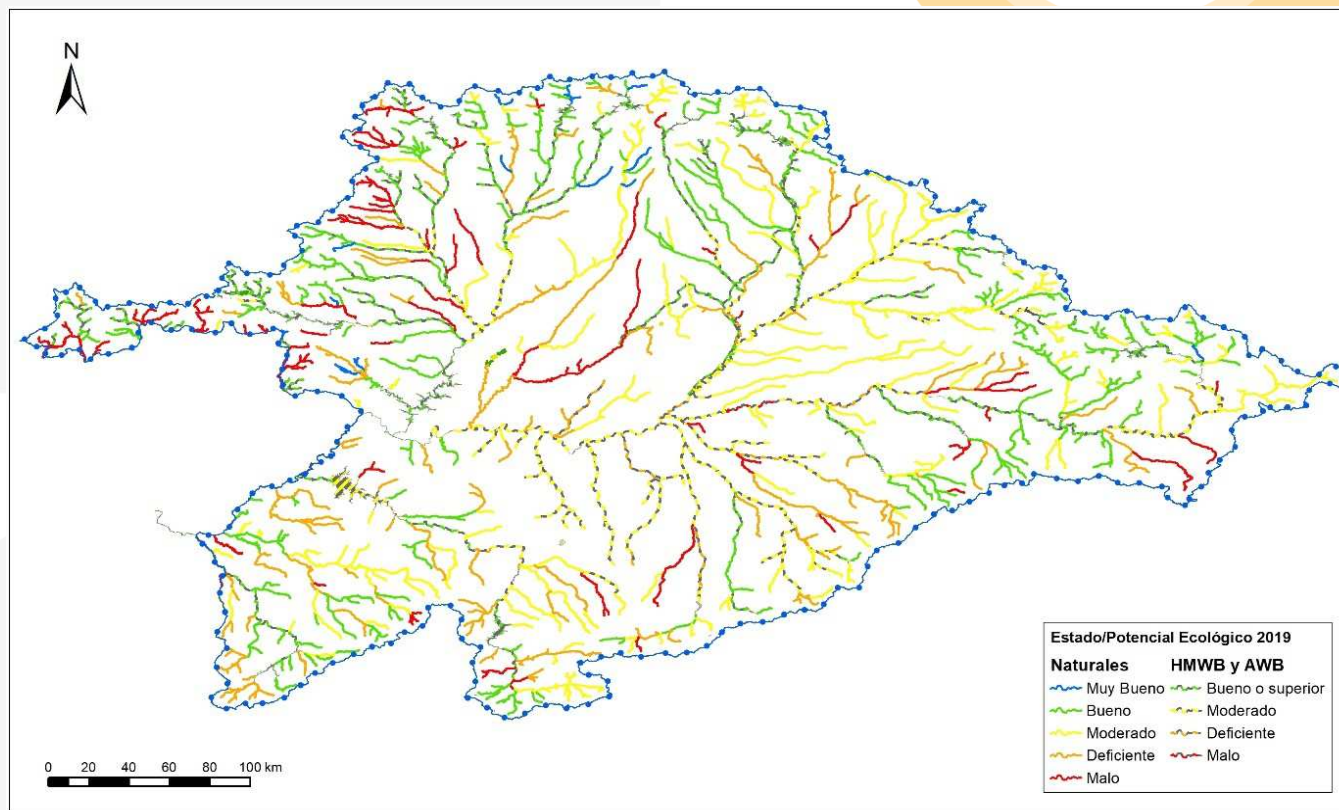 N
0 20 40 60 80 100 km
Estado/Potencial Ecológico 2019
Naturales HMWB y AWB
Muy Bueno Bueno o superior
Bueno Moderado
Moderado Deficiente
Deficiente Malo
Malo